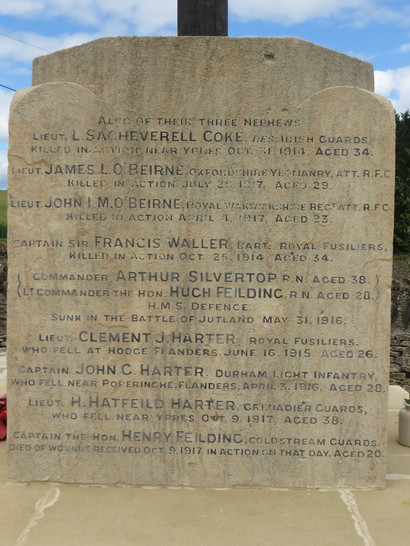 ALSO OF THEIR THREE NEPHEWS
LIEUT. L. SACHEVERELL COKE, RES. IRISH GUARDS,
KILLED IN ACTION NEAR YPRES OCT. 31, 1914, AGED 34.
LIEUT. JAMES L. O'BEIRNE, OXFORDSHIRE YEOMANRY, ATT. R.F.C.
KILLED IN ACTION JULY 28, 1917, AGED 29.
LIEUT. JOHN I. M. O'BEIRNE, ROYAL WARWICKSHIRE REGT ATT. R.F.C.
KILLED IN ACTION APRIL 4, 1917, AGED 23.
CAPTAIN SIR FRANCIS WALLER, BART: ROYAL FUSILIERS,
KILLED IN ACTION OCT. 25, 1914, AGED 34.
( COMMANDER ARTHUR SILVERTOP R.N. AGED 38. )
( LT COMMANDER THE HON. HUGH FEILDING, R.N. AGED 28. )
H.M.S. DEFENCE.
SUNK IN THE BATTLE OF JUTLAND MAY 31, 1916.
LIEUT. CLEMENT J. HARTER, ROYAL FUSILIERS.
WHO FELL AT HOOGE FLANDERS, JUNE 16, 1915, AGED 26.
CAPTAIN JOHN G. HARTER, DURHAM LIGHT INFANTRY,
WHO FELL NEAR POPERINGHE, FLANDERS, APRIL 3, 1916, AGED 28.
LIEUT. H. HATFEILD HARTER, GRENADIER GUARDS,
WHO FELL NEAR YPRES OCT. 9, 1917, AGED 38.
CAPTAIN THE HON. HENRY FEILDING, COLDSTREAM GUARDS,
DIED OF WOUNDS RECEIVED OCT. 9, 1917, IN ACTION ON THAT DAY, AGED 20.